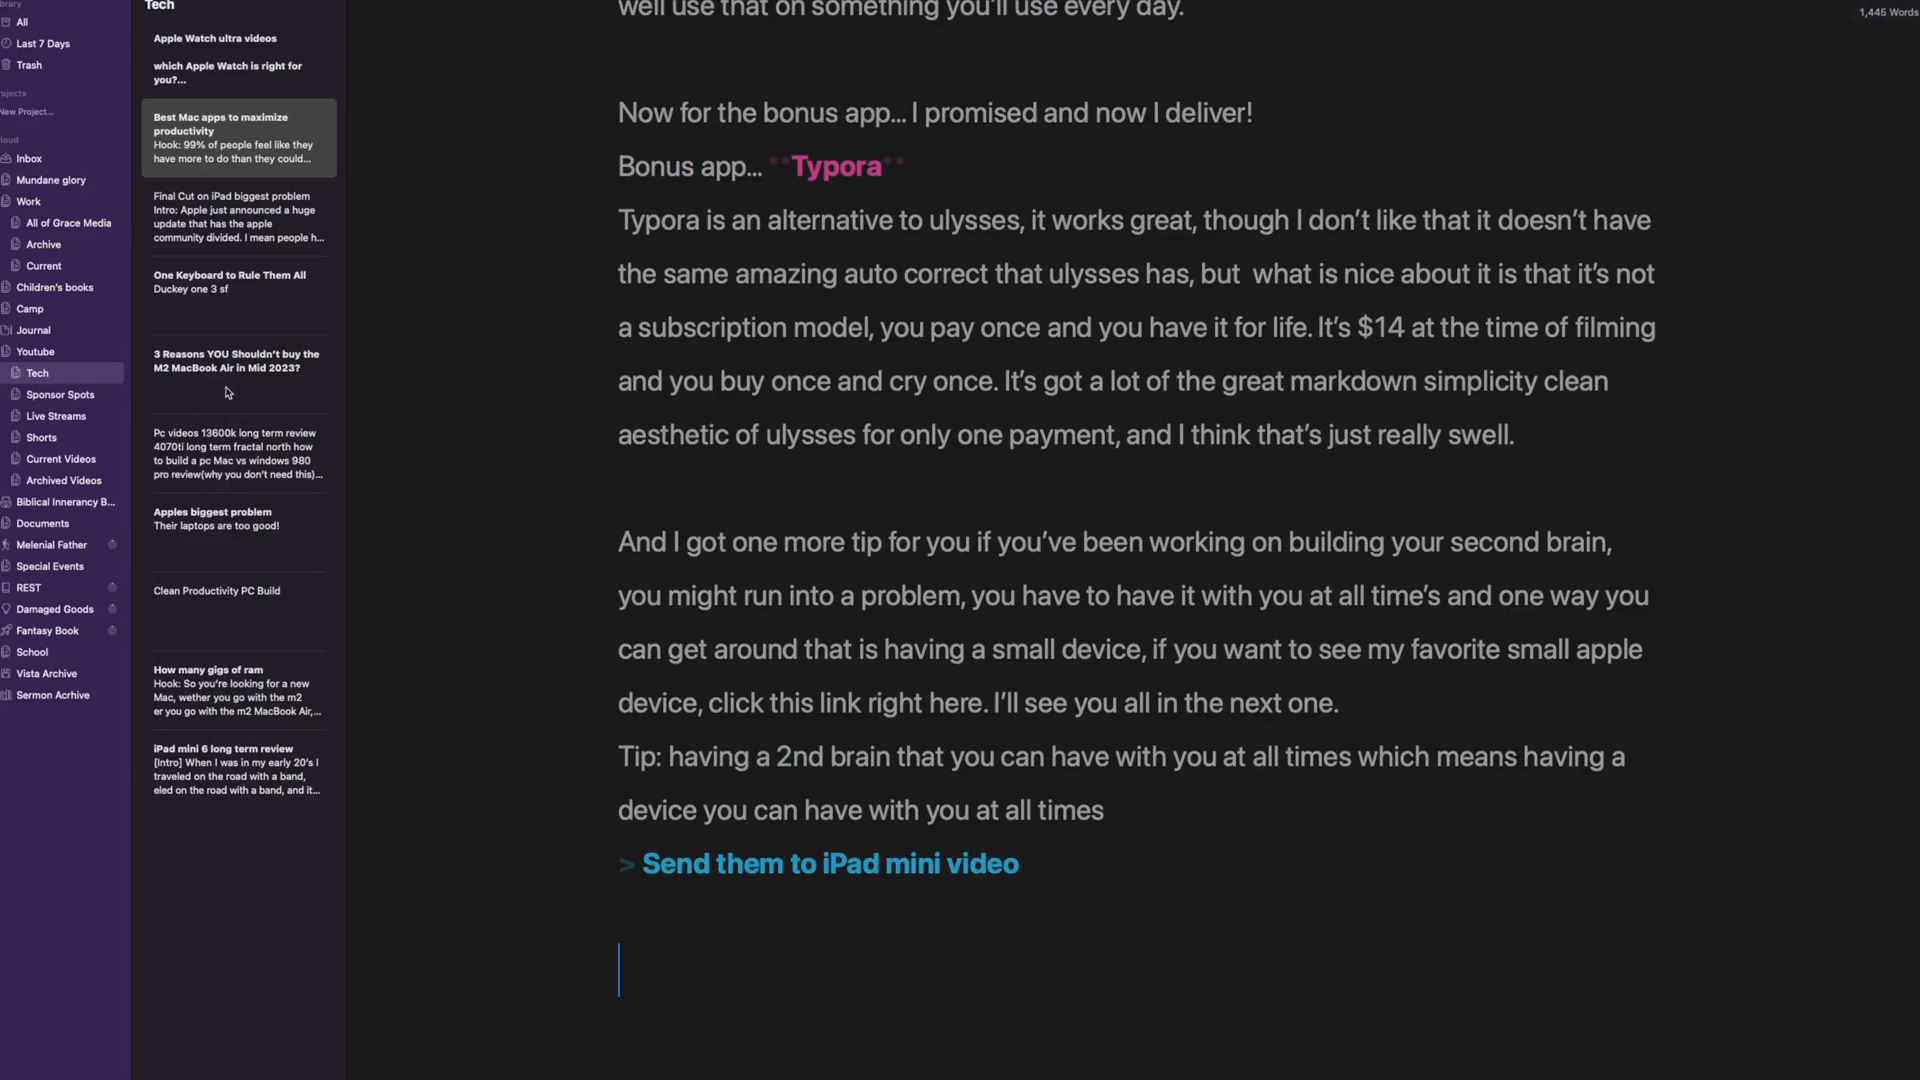 brary
All
Last 7 Days
Trash
rojects
New Project...
loud
Inbox
Mundane glory
Work
All of Grace Media
Archive
Current
Children's books
Camp
Journal
Youtube
Tech
Sponsor Spots
Live Streams
Shorts
Current Videos
Archived Videos
Biblical Innerancy B...
Documents
Melenial Father
Special Events
REST
Damaged Goods
Fantasy Book
School
Vista Archive
Sermon Acrhive
Tech
Apple Watch ultra videos
which Apple Watch is right for
you?...
Best Mac apps to maximize
productivity
Hook: 99% of people feel like they
have more to do than they could...
Final Cut on iPad biggest problem
Intro: Apple just announced a huge
update that has the apple
community divided. I mean people h...
One Keyboard to Rule Them All
Duckey one 3 sf
3 Reasons YOU Shouldn't buy the
M2 MacBook Air in Mid 2023?
Pc videos 13600k long term review
4070ti long term fractal north how
to build a pc Mac vs windows 980
pro review(why you don't need this)...
Apples biggest problem
Their laptops are too good!
Clean Productivity PC Build
How many gigs of ram
Hook: So you're looking for a new
Mac, wether you go with the m2
er you go with the m2 MacBook Air,...
iPad mini 6 long term review
[Intro] When I was in my early 20's I
traveled on the road with a band,
eled on the road with a band, and it...
1,445 Words
well use that on something you'll use every day.
Now for the bonus app... I promised and now I deliver!
Bonus app... **Typora**
Typora is an alternative to ulysses, it works great, though I don't like that it doesn't have
the same amazing auto correct that ulysses has, but  what is nice about it is that it's not
a subscription model, you pay once and you have it for life. It's $14 at the time of filming
and you buy once and cry once. It's got a lot of the great markdown simplicity clean
aesthetic of ulysses for only one payment, and I think that's just really swell.
And I got one more tip for you if you've been working on building your second brain,
you might run into a problem, you have to have it with you at all time's and one way you
can get around that is having a small device, if you want to see my favorite small apple
device, click this link right here. I'll see you all in the next one.
Tip: having a 2nd brain that you can have with you at all times which means having a
device you can have with you at all times
> Send them to iPad mini video